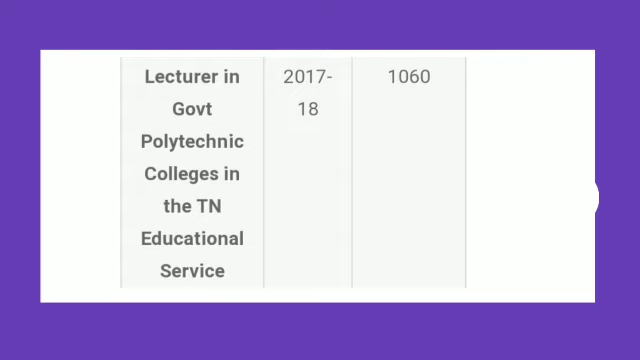 Lecturer in 2017- 1060
Govt 18
Polytechnic
Colleges in
the TN
Educational
Service